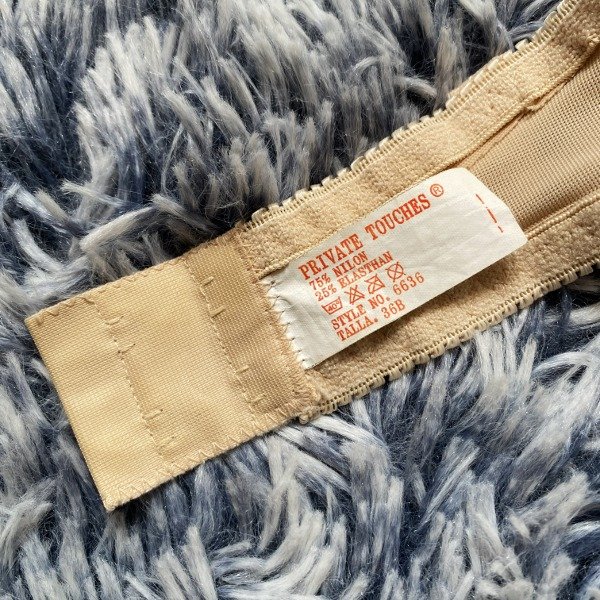 PRIVATE TOUCHES®
75% NILON
25% ELASTHAN
STYLE NO. 6636
TALLA. 36B